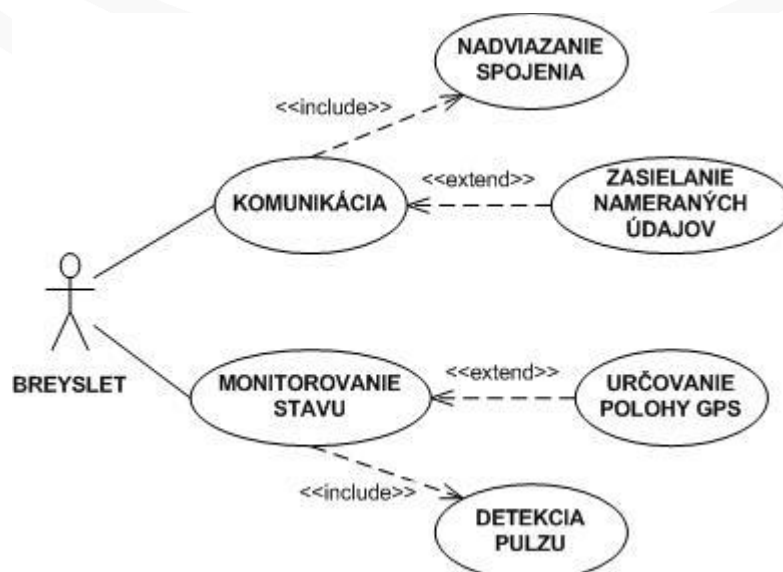 NADVIAZANIE
SPOJENIA
<<include>>
KOMUNIKÁCIA
<<extend>>
ZASIELANIE
NAMERANÝCH
ÚDAJOV
BREYSLET
MONITOROVANIE
STAVU
<<extend>>
URČOVANIE
POLOHY GPS
<<include>>
DETEKCIA
PULZU